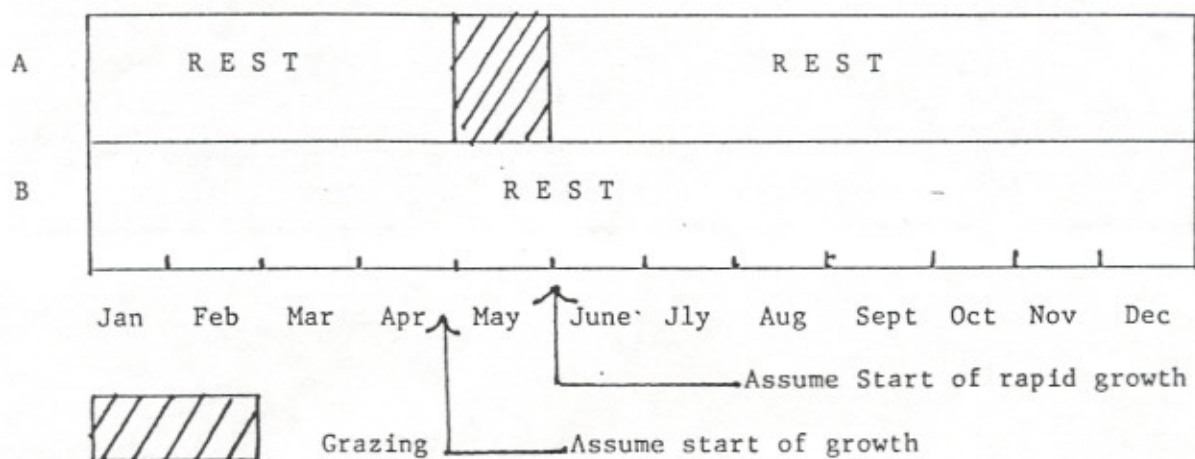 A R E S T R E S T
B R E S T
Jan Feb Mar Apr May June Jly Aug Sept Oct Nov Dec
Assume Start of rapid growth
Grazing Assume start of growth